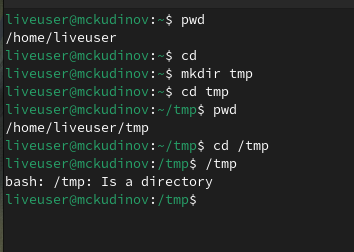 liveuser@mckudinov:~$ pwd
/home/liveuser
liveuser@mckudinov:~$ cd
liveuser@mckudinov:~$ mkdir tmp
liveuser@mckudinov:~$ cd tmp
liveuser@mckudinov:~/tmp$ pwd
/home/liveuser/tmp
liveuser@mckudinov:~/tmp$ cd /tmp
liveuser@mckudinov:/tmp$ /tmp
bash: /tmp: Is a directory
liveuser@mckudinov:/tmp$